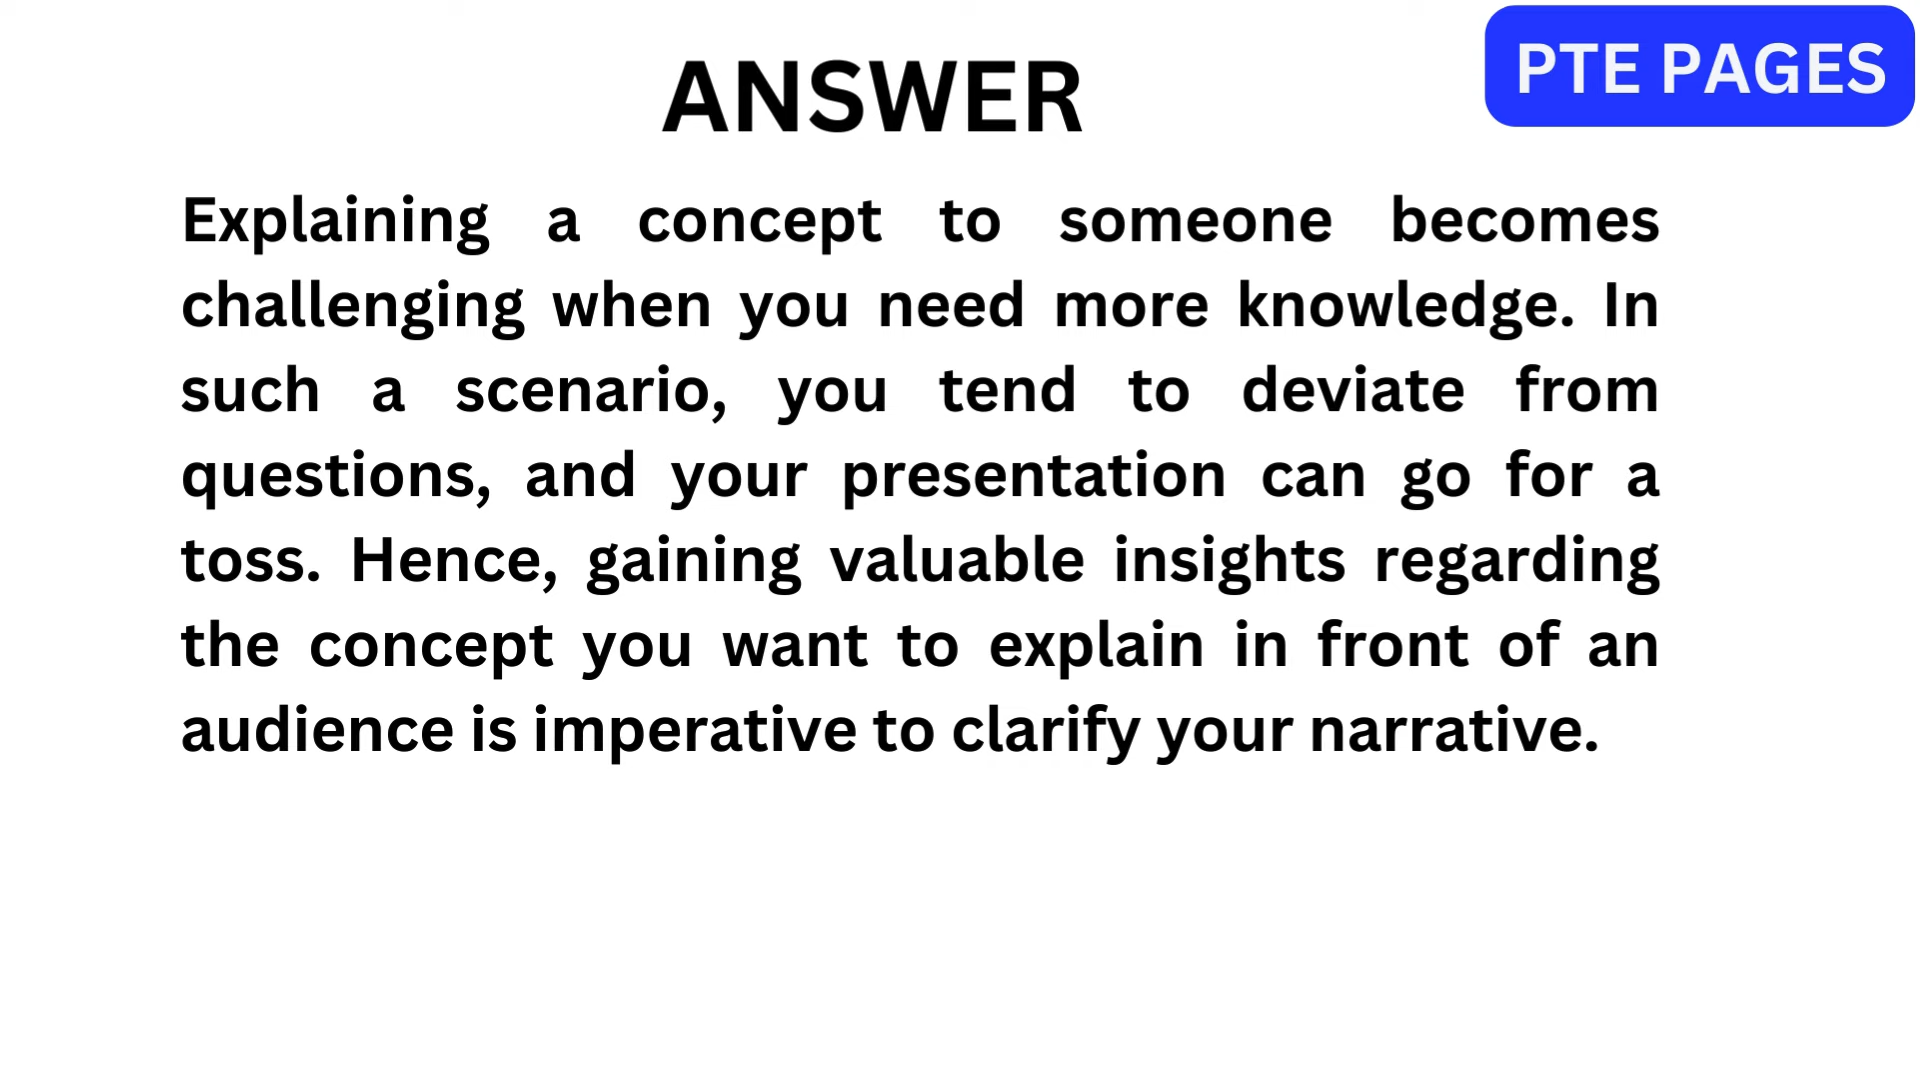 PTE PAGES
ANSWER
Explaining a concept to someone becomes
challenging when you need more knowledge. In
such a scenario, you tend to deviate from
questions, and your presentation can go for a
toss. Hence, gaining valuable insights regarding
the concept you want to explain in front of an
audience is imperative to clarify your narrative.